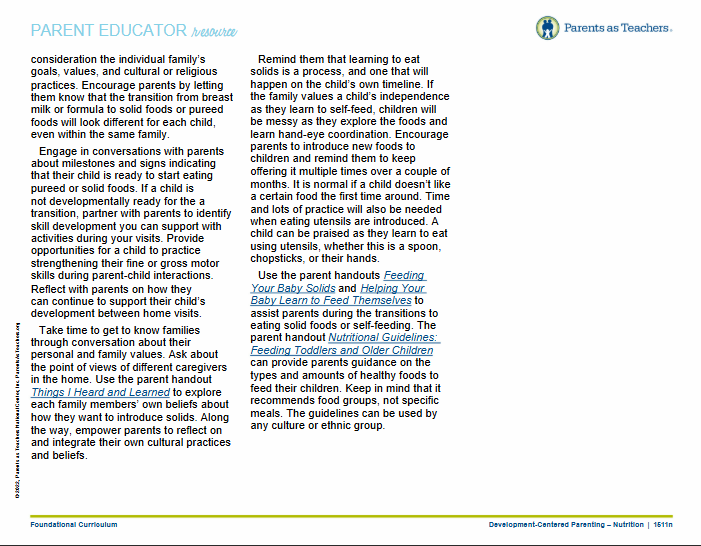 PARENT EDUCATOR resource
Parents as Teachers®
consideration the individual family's
goals, values, and cultural or religious
practices. Encourage parents by letting
them know that the transition from breast
milk or formula to solid foods or pureed
foods will look different for each child,
even within the same family.
Engage in conversations with parents
about milestones and signs indicating
that their child is ready to start eating
pureed or solid foods. If a child is
not developmentally ready for the a
transition, partner with parents to identify
skill development you can support with
activities during your visits. Provide
opportunities for a child to practice
strengthening their fine or gross motor
skills during parent-child interactions.
Reflect with parents on how they
can continue to support their child's
development between home visits.
Take time to get to know families
through conversation about their
personal and family values. Ask about
the point of views of different caregivers
in the home. Use the parent handout
Things I Heard and Learned to explore
each family members' own beliefs about
how they want to introduce solids. Along
the way, empower parents to reflect on
and integrate their own cultural practices
and beliefs.
Remind them that learning to eat
solids is a process, and one that will
happen on the child's own timeline. If
the family values a child's independence
as they learn to self-feed, children will
be messy as they explore the foods and
learn hand-eye coordination. Encourage
parents to introduce new foods to
children and remind them to keep
offering it multiple times over a couple of
months. It is normal if a child doesn't like
a certain food the first time around. Time
and lots of practice will also be needed
when eating utensils are introduced. A
child can be praised as they learn to eat
using utensils, whether this is a spoon,
chopsticks, or their hands.
Use the parent handouts Feeding
Your Baby Solids and Helping Your
Baby Learn to Feed Themselves to
assist parents during the transitions to
eating solid foods or self-feeding. The
parent handout Nutritional Guidelines:
Feeding Toddlers and Older Children
can provide parents guidance on the
types and amounts of healthy foods to
feed their children. Keep in mind that it
recommends food groups, not specific
meals. The guidelines can be used by
any culture or ethnic group.
© 2022, Parents as Teachers National Center, Inc. ParentsAsTeachers.org
Foundational Curriculum
Development-Centered Parenting – Nutrition | 1511n